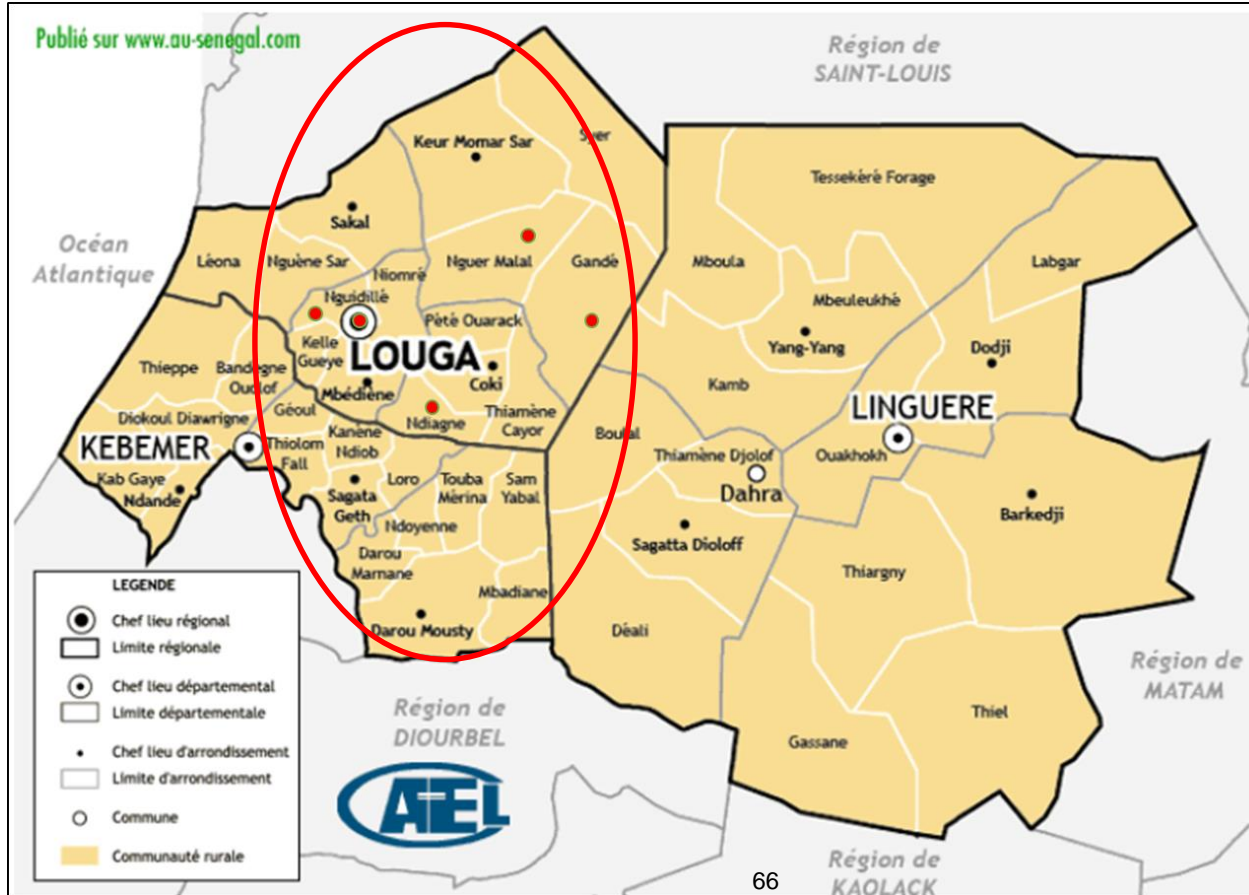 Publié sur www.au-senegal.com
Région de
SAINT-LOUIS
Océan
Atlantique
Keur Momar Sar
Syer
Tessekéré Forage
Sakal
Léona
Nguène Sar
Niomré
Nguer Malal
Gandé
Mboula
Labgar
Nguidillé
Mbeuleukhé
Pèté Ouarack
Yang-Yang
Dodji
Kelle
Gueye
LOUGA
Thieppe
Bandègne
Oudlof
Mbédiène
Coki
Kamb
LINGUERE
Diokoul Diawrigne
Géoul
Ndiagne
Thiamène
Cayor
Boulal
KEBEMER
Thiolom
Fall
Kanène
Ndiob
Thiamène Djolof
Ouakhokh
Kab Gaye
Ndande
Loro
Touba
Mèrina
Sam
Yabal
Dahra
Sagata
Geth
Barkedji
Ndoyenne
Sagatta Dioloff
Darou
Marnane
Mbadiane
Thiargny
Darou Mousty
Déali
Région de
MATAM
Région de
DIOURBEL
Thiel
Gassane
LEGENDE
Chef lieu régional
Limite régionale
Chef lieu départemental
Limite départementale
Chef lieu d'arrondissement
Limite d'arrondissement
Commune
Communauté rurale
AEL
66
Région de
KAOLACK